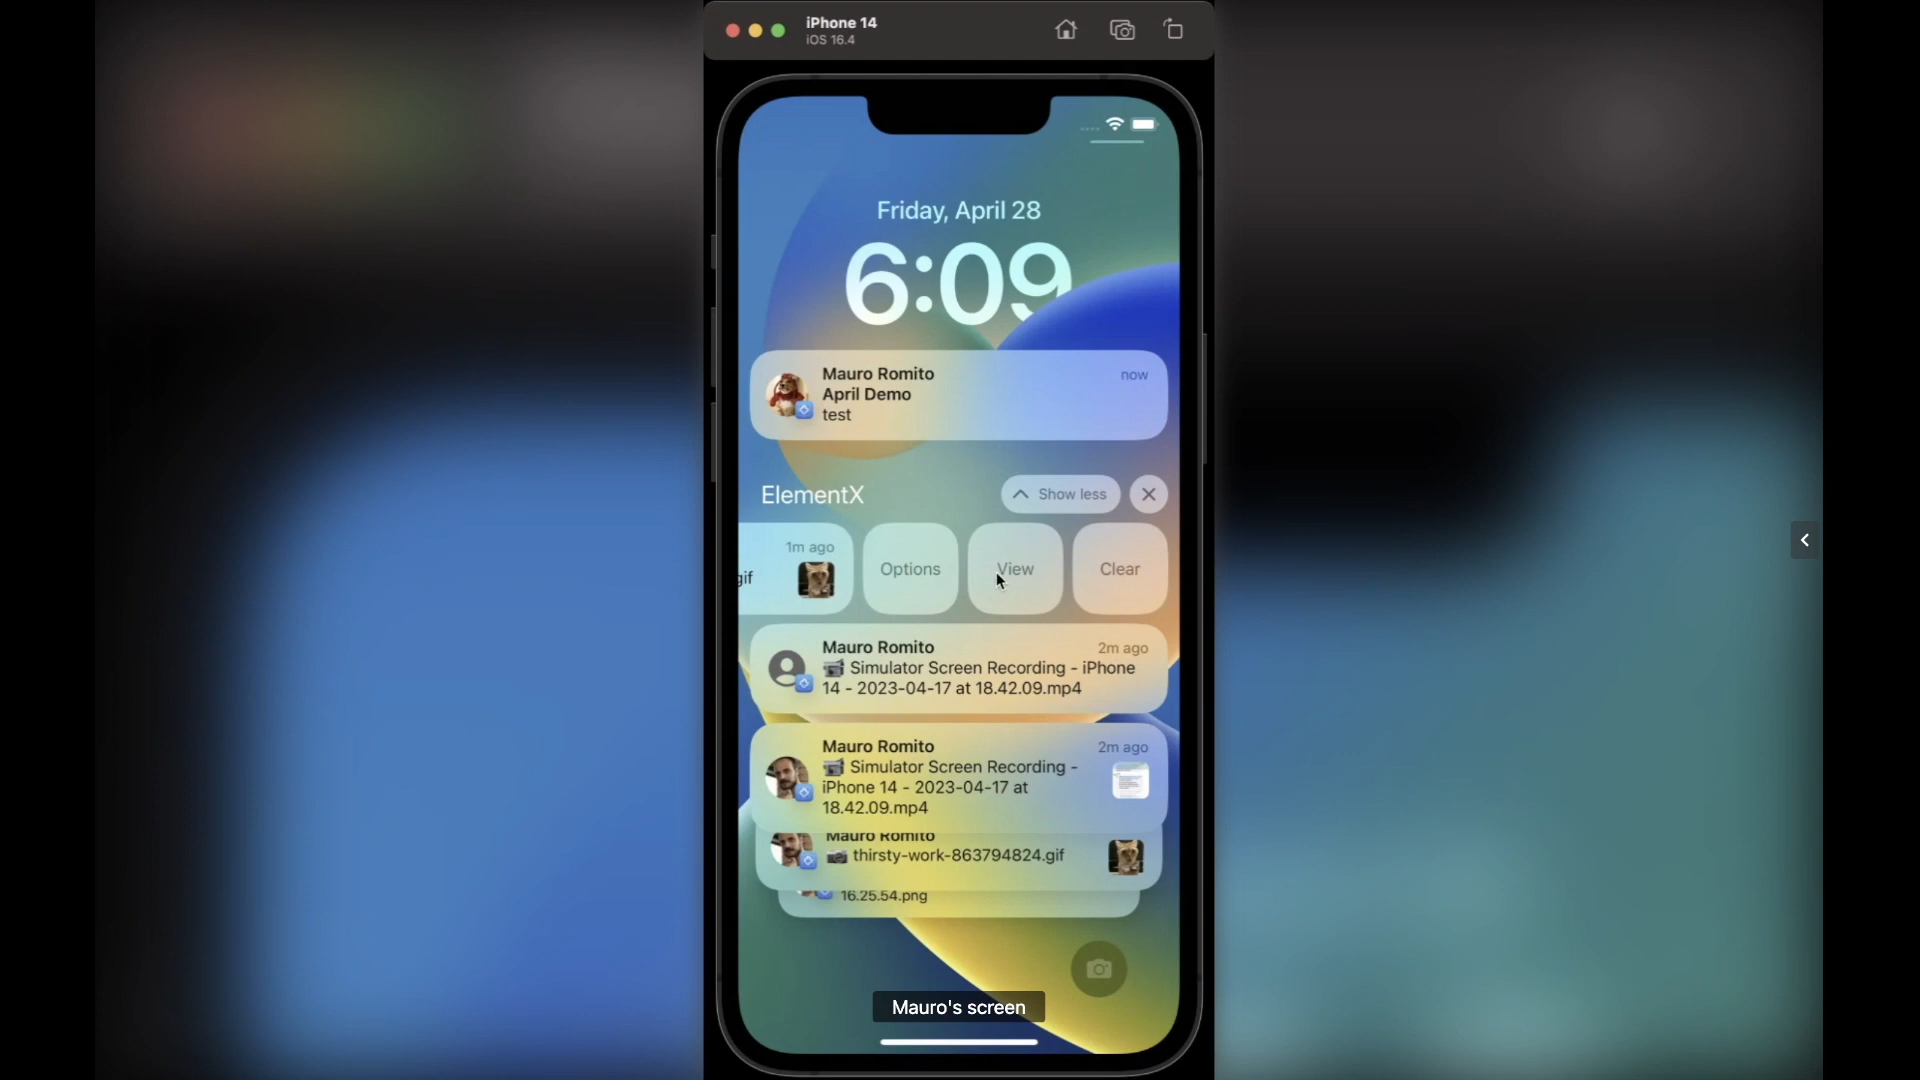 iPhone 14
iOS 16.4
Friday, April 28
6:09
Mauro Romito
now
April Demo
test
ElementX
Show less
1m ago
gif
Options
View
Clear
Mauro Romito
2m ago
Simulator Screen Recording - iPhone
14 - 2023-04-17 at 18.42.09.mp4
Mauro Romito
2m ago
Simulator Screen Recording -
iPhone 14 - 2023-04-17 at
18.42.09.mp4
Mauro Romito
thirsty-work-863794824.gif
16.25.54.png
Mauro's screen